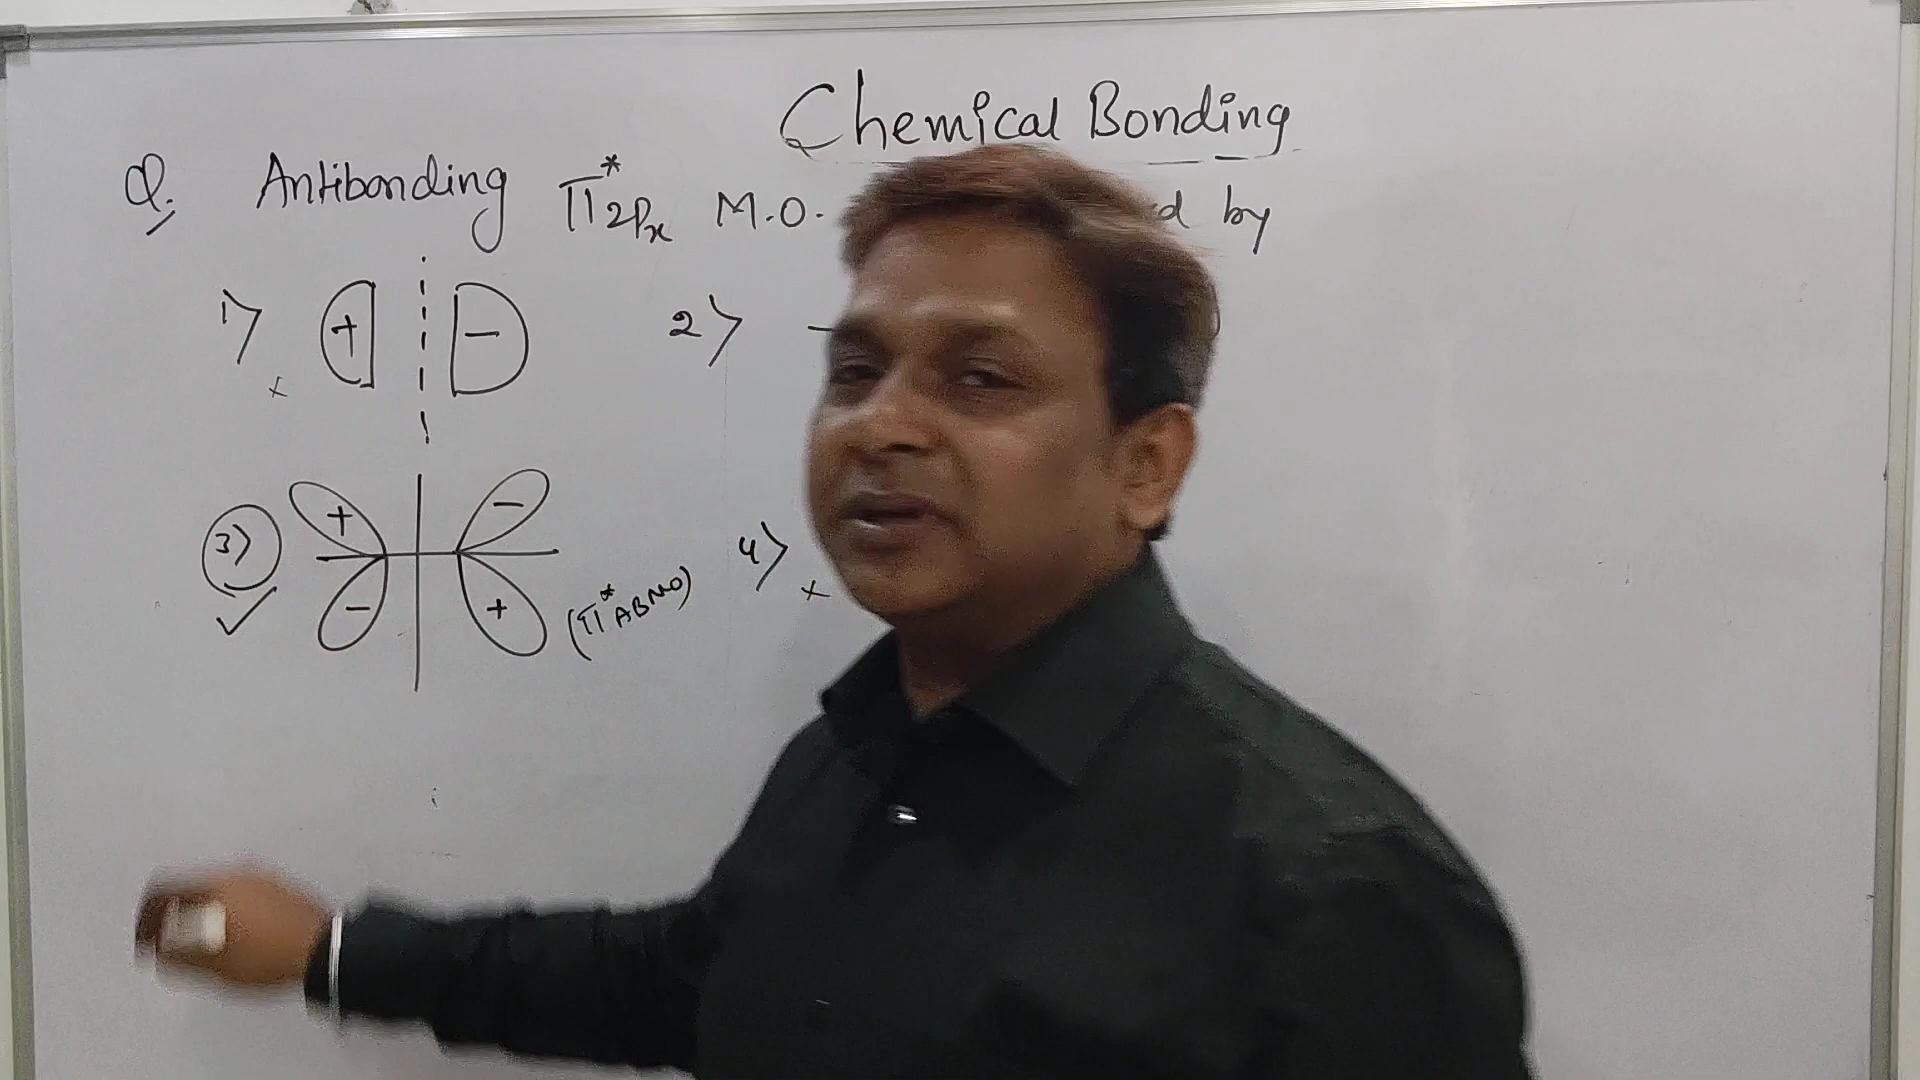 Chemical Bonding
Q. Antibonding π*2Px M.O. by
1) + - 2)
x
3) + - 4)
- + (π* ABMO) x